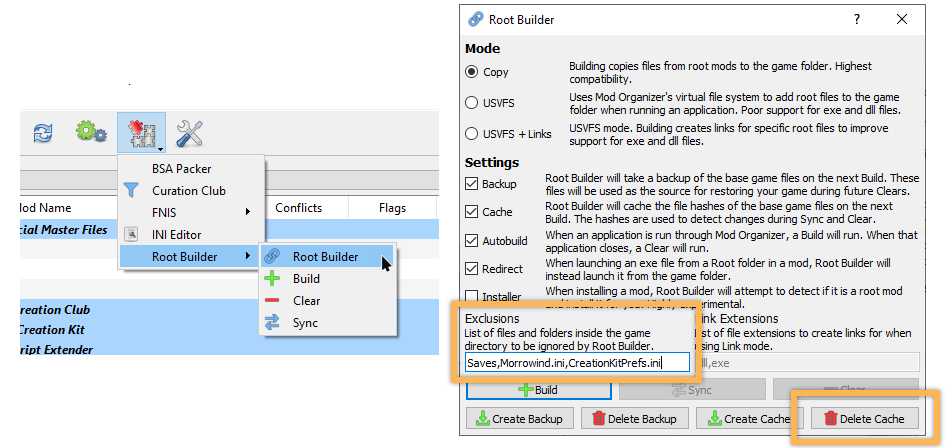 BSA Packer
Curation Club
FNIS
INI Editor
Root Builder
Mod Name
Conflicts
Flags
cial Master Files
Root Builder
Build
Clear
Sync
Creation Club
Creation Kit
ript Extender
Root Builder
?
Mode
Copy
Building copies files from root mods to the game folder. Highest
compatibility.
USVFS
Uses Mod Organizer's virtual file system to add root files to the game
folder when running an application. Poor support for exe and dll files.
USVFS + Links
USVFS mode. Building creates links for specific root files to improve
support for exe and dll files.
Settings
Backup
Root Builder will take a backup of the base game files on the next Build. These
files will be used as the source for restoring your game during future Clears.
Cache
Root Builder will cache the file hashes of the base game files on the next
Build. The hashes are used to detect changes during Sync and Clear.
Autobuild
When an application is run through Mod Organizer, a Build will run. When that
application closes, a Clear will run.
Redirect
When launching an exe file from a Root folder in a mod, Root Builder will
instead launch it from the game folder.
Installer
When installing a mod, Root Builder will attempt to detect if it is a root mod
experimental.
Exclusions
List of files and folders inside the game
directory to be ignored by Root Builder.
Saves,Morrowind.ini,CreationKitPrefs.ini
nk Extensions
st of file extensions to create links for when
sing Link mode.
ll,exe
Build
Sync
Clear
Create Backup
Delete Backup
Create Cache
Delete Cache